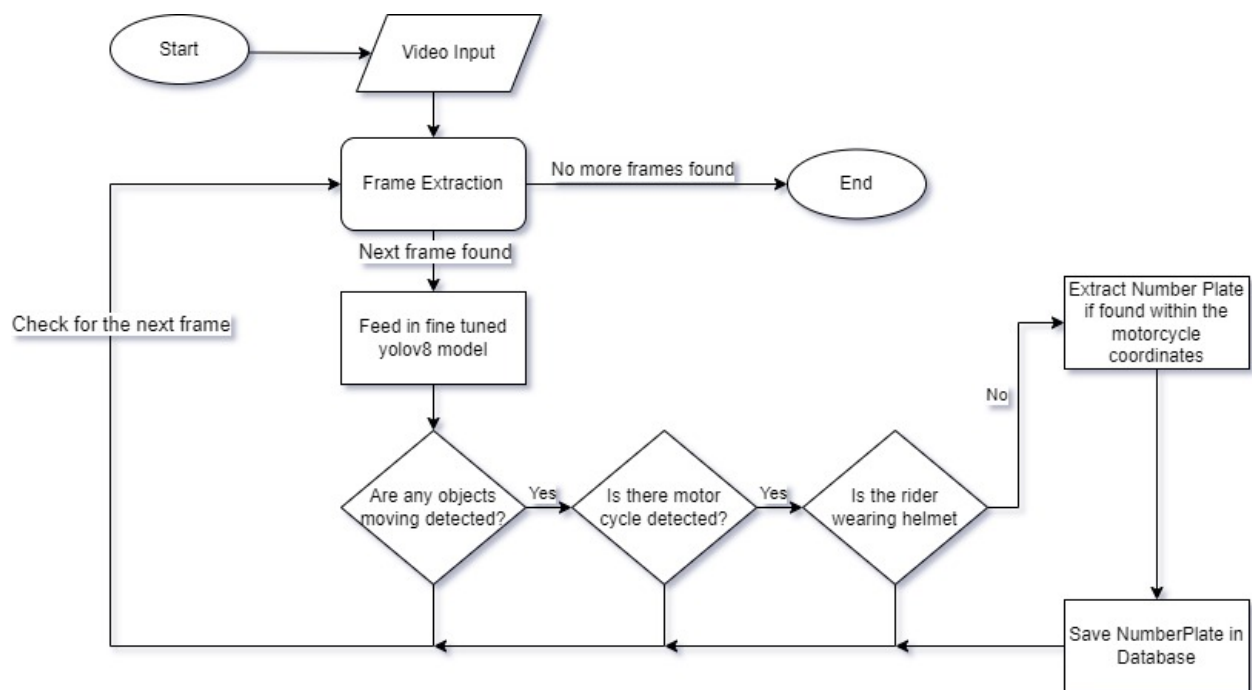 Start
Video Input
Frame Extraction
No more frames found
End
Next frame found
Check for the next frame
Feed in fine tuned
yolov8 model
Extract Number Plate
if found within the
motorcycle
coordinates
No
Are any objects
moving detected?
Yes
Is there motor
cycle detected?
Yes
Is the rider
wearing helmet
Save NumberPlate in
Database